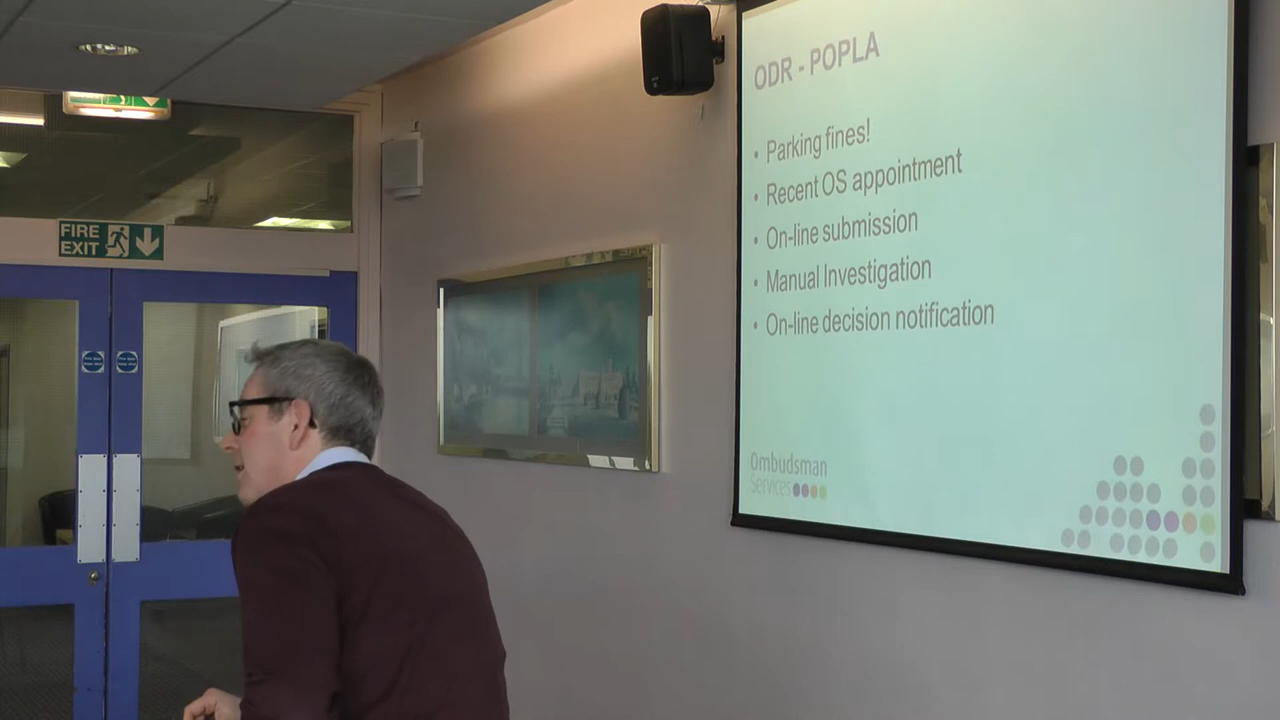 ODR - POPLA
• Parking fines!
• Recent OS appointment
• On-line submission
• Manual Investigation
• On-line decision notification
Ombudsman
Services
FIRE
EXIT